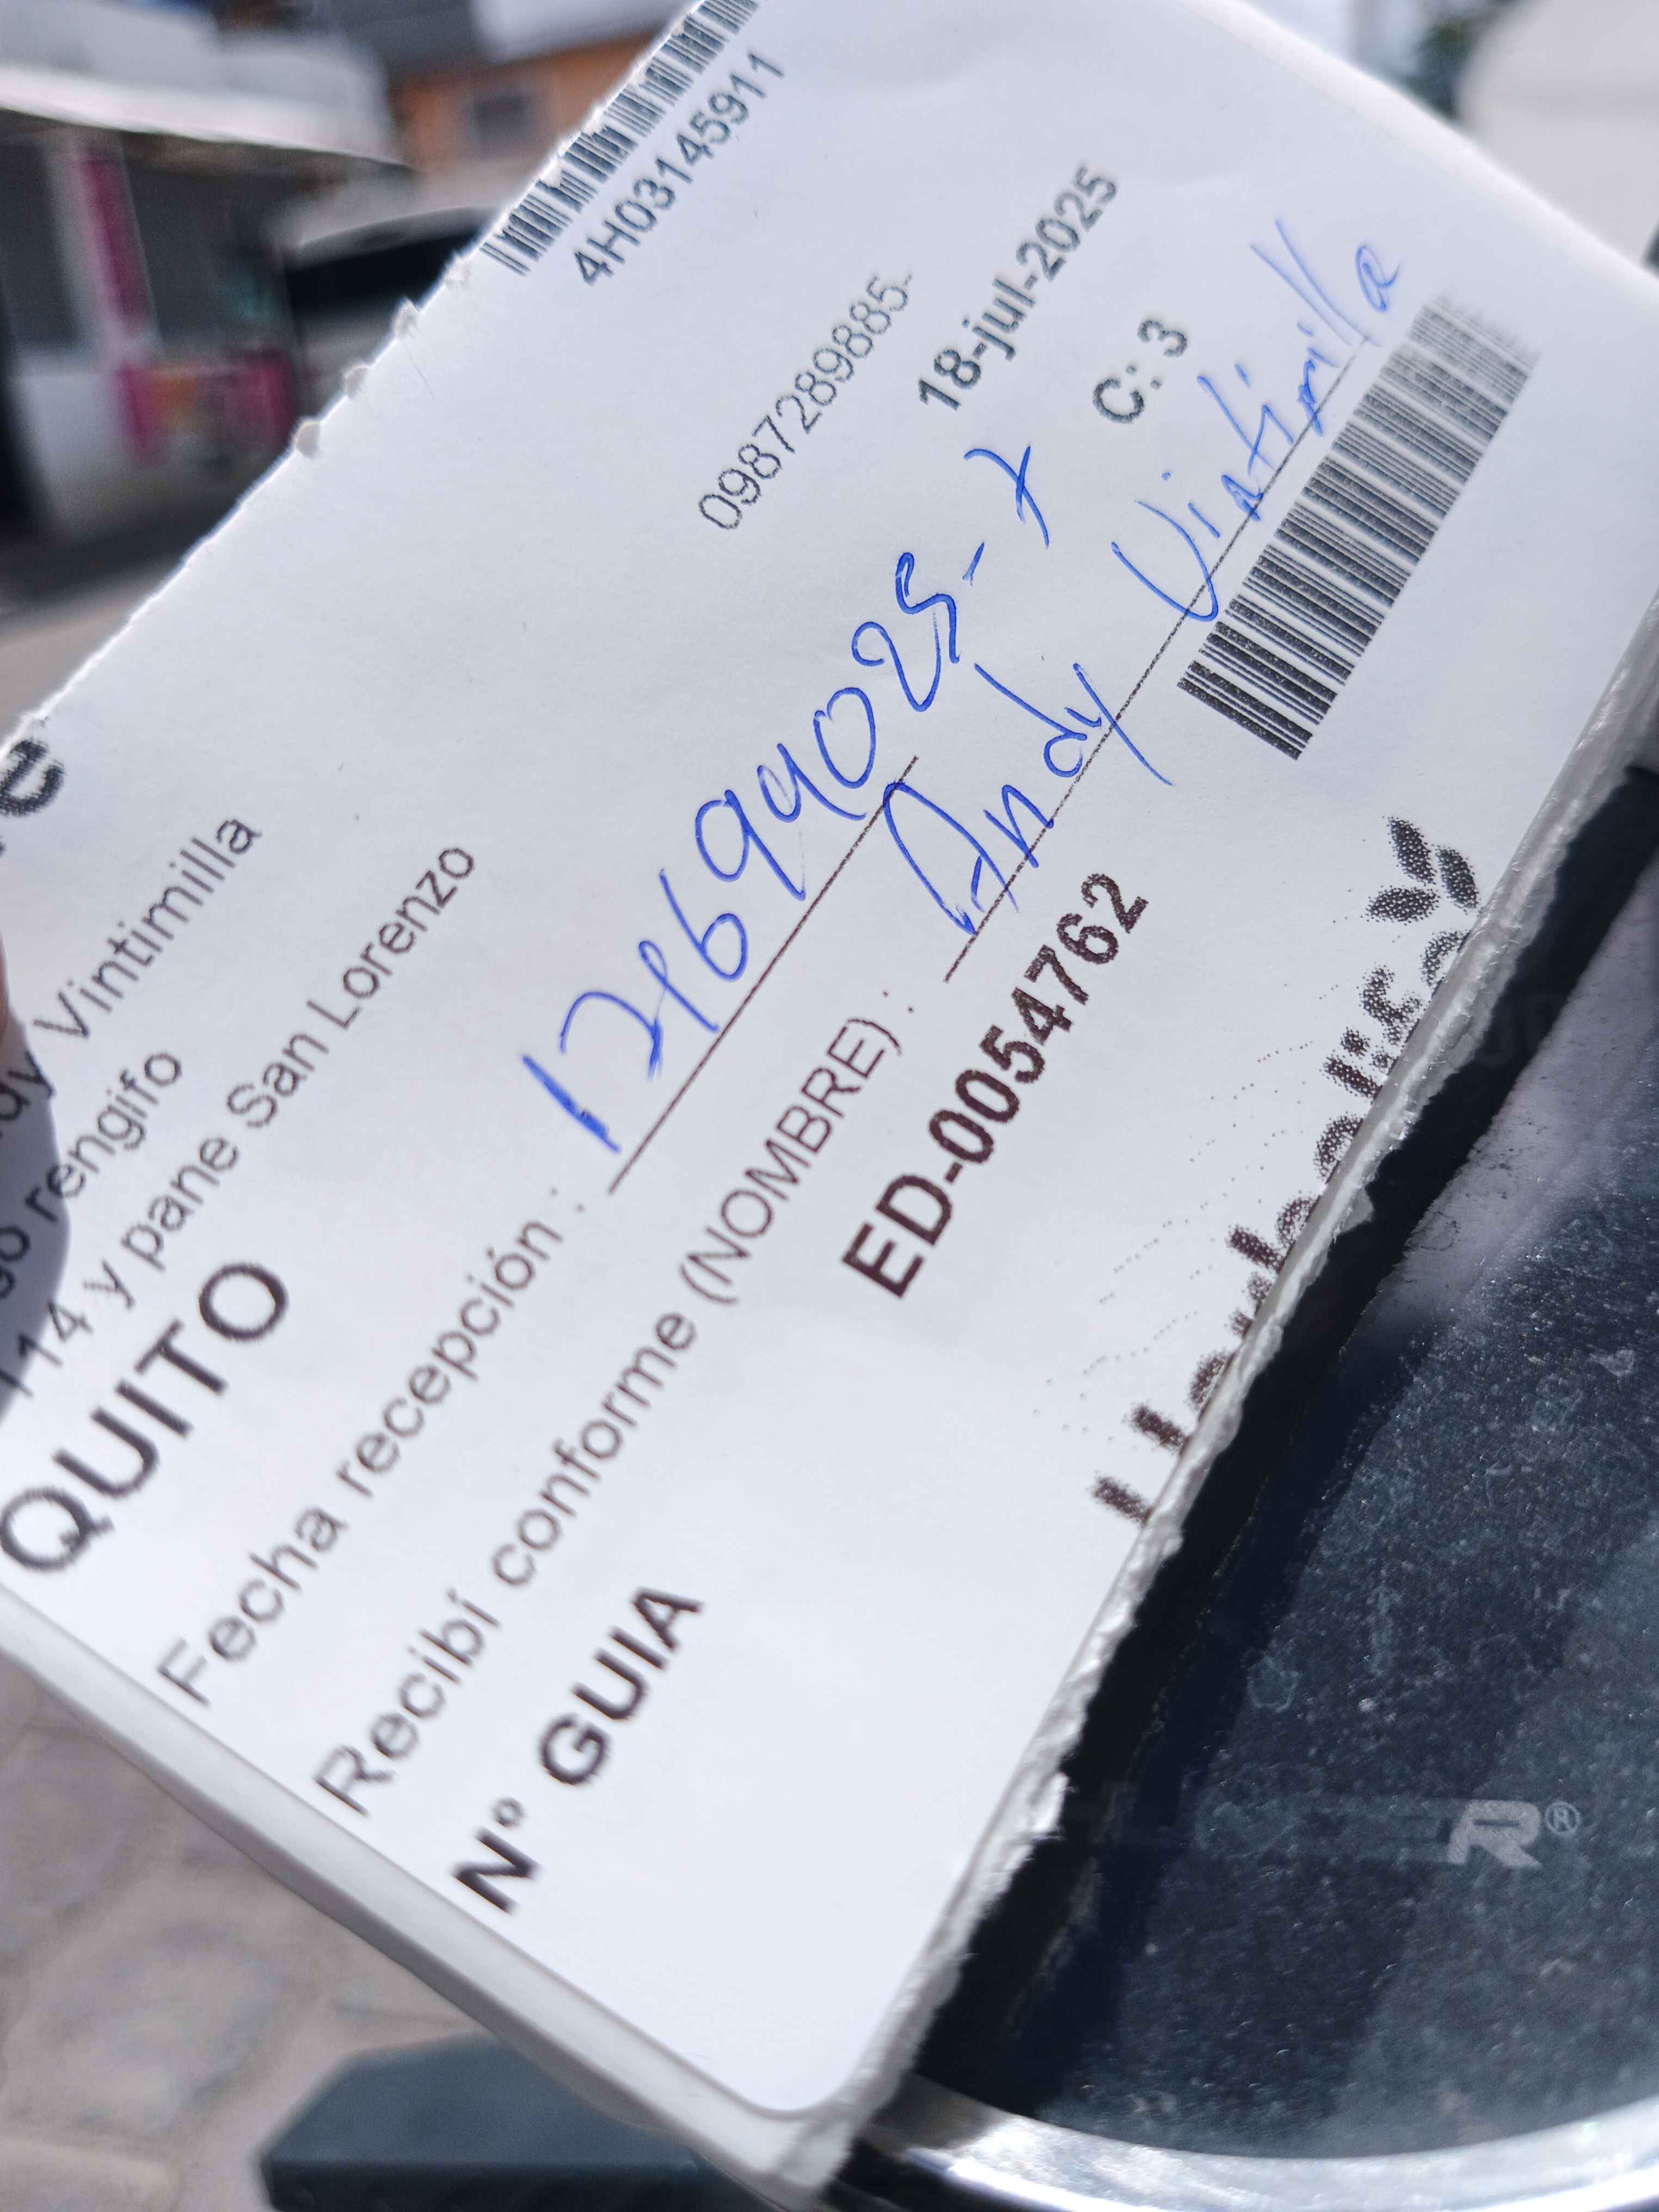 4H03145911
Vintimilla
rengifo
114 y pane San Lorenzo
0987289885-
QUITO
18-jul-2025
Fecha recepción :
C: 3
Recibí conforme (NOMBRE) : Andy Vintimilla
Nº GUIA ED-0054762
R®